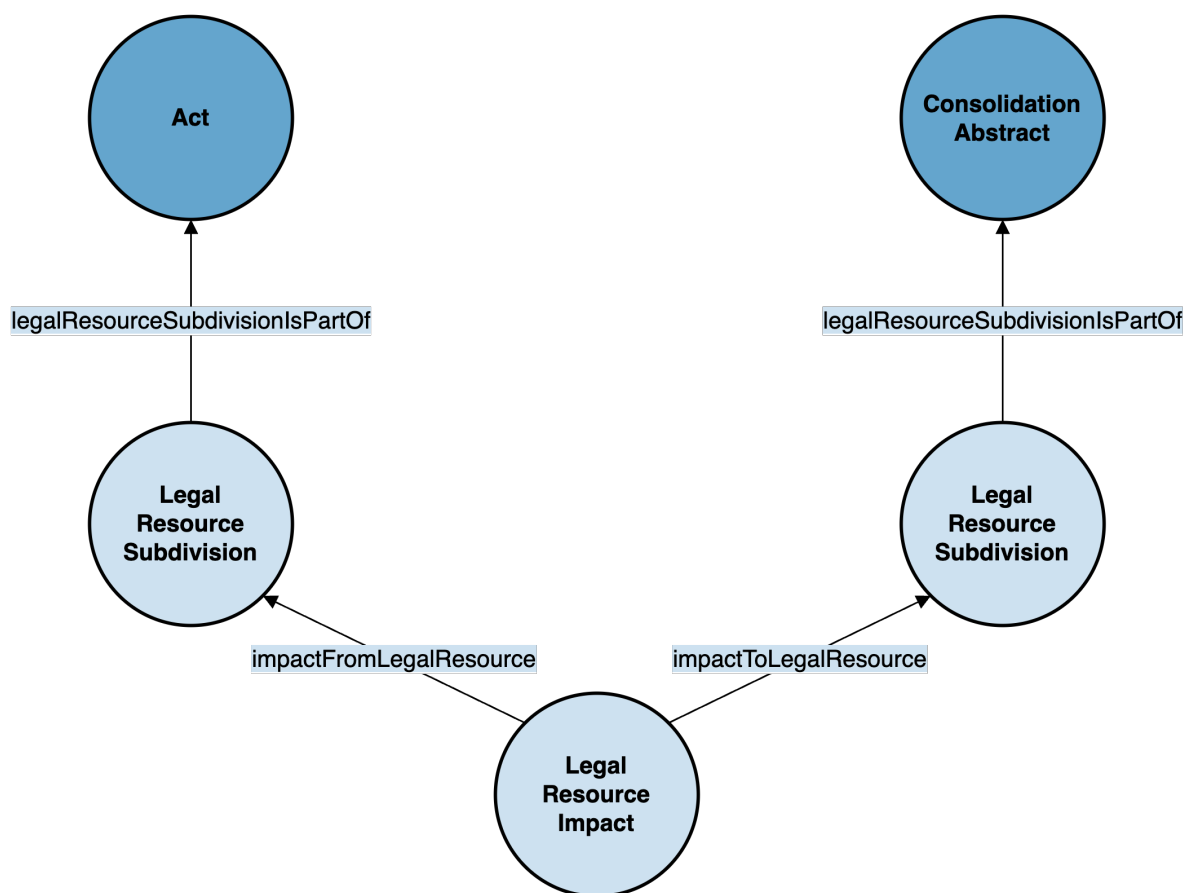 Act
Consolidation
Abstract
legalResourceSubdivisionIsPartOf
legalResourceSubdivisionIsPartOf
Legal
Resource
Subdivision
Legal
Resource
Subdivision
impactFromLegalResource
impactToLegalResource
Legal
Resource
Impact